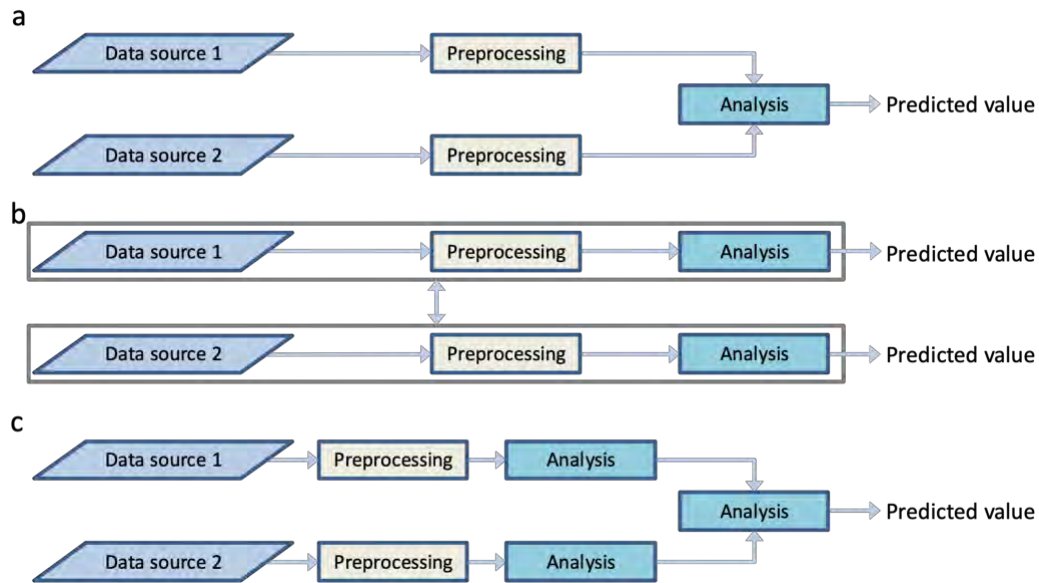 a
Data source 1 Preprocessing
Analysis Predicted value
Data source 2 Preprocessing
b
Data source 1 Preprocessing Analysis Predicted value
Data source 2 Preprocessing Analysis Predicted value
c
Data source 1 Preprocessing Analysis
Analysis Predicted value
Data source 2 Preprocessing Analysis